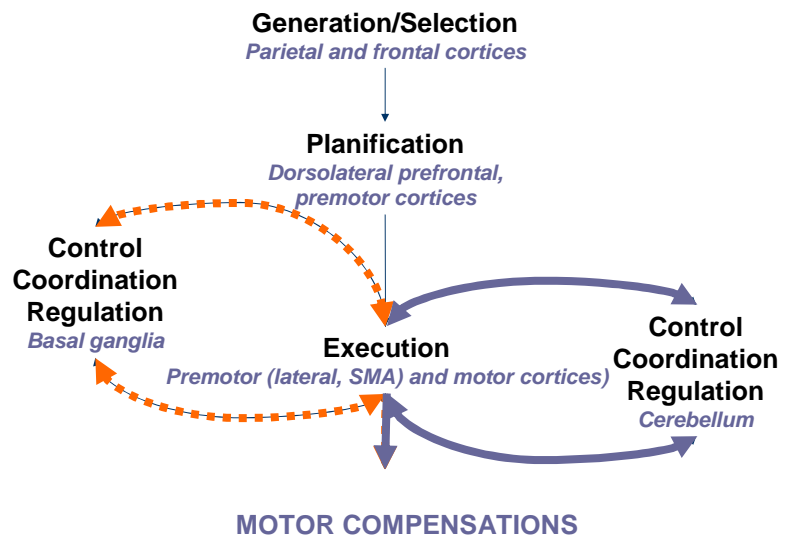 Generation/Selection
Parietal and frontal cortices
Planification
Dorsolateral prefrontal,
premotor cortices
Control
Coordination
Regulation
Basal ganglia
Execution
Premotor (lateral, SMA) and motor cortices)
Control
Coordination
Regulation
Cerebellum
MOTOR COMPENSATIONS